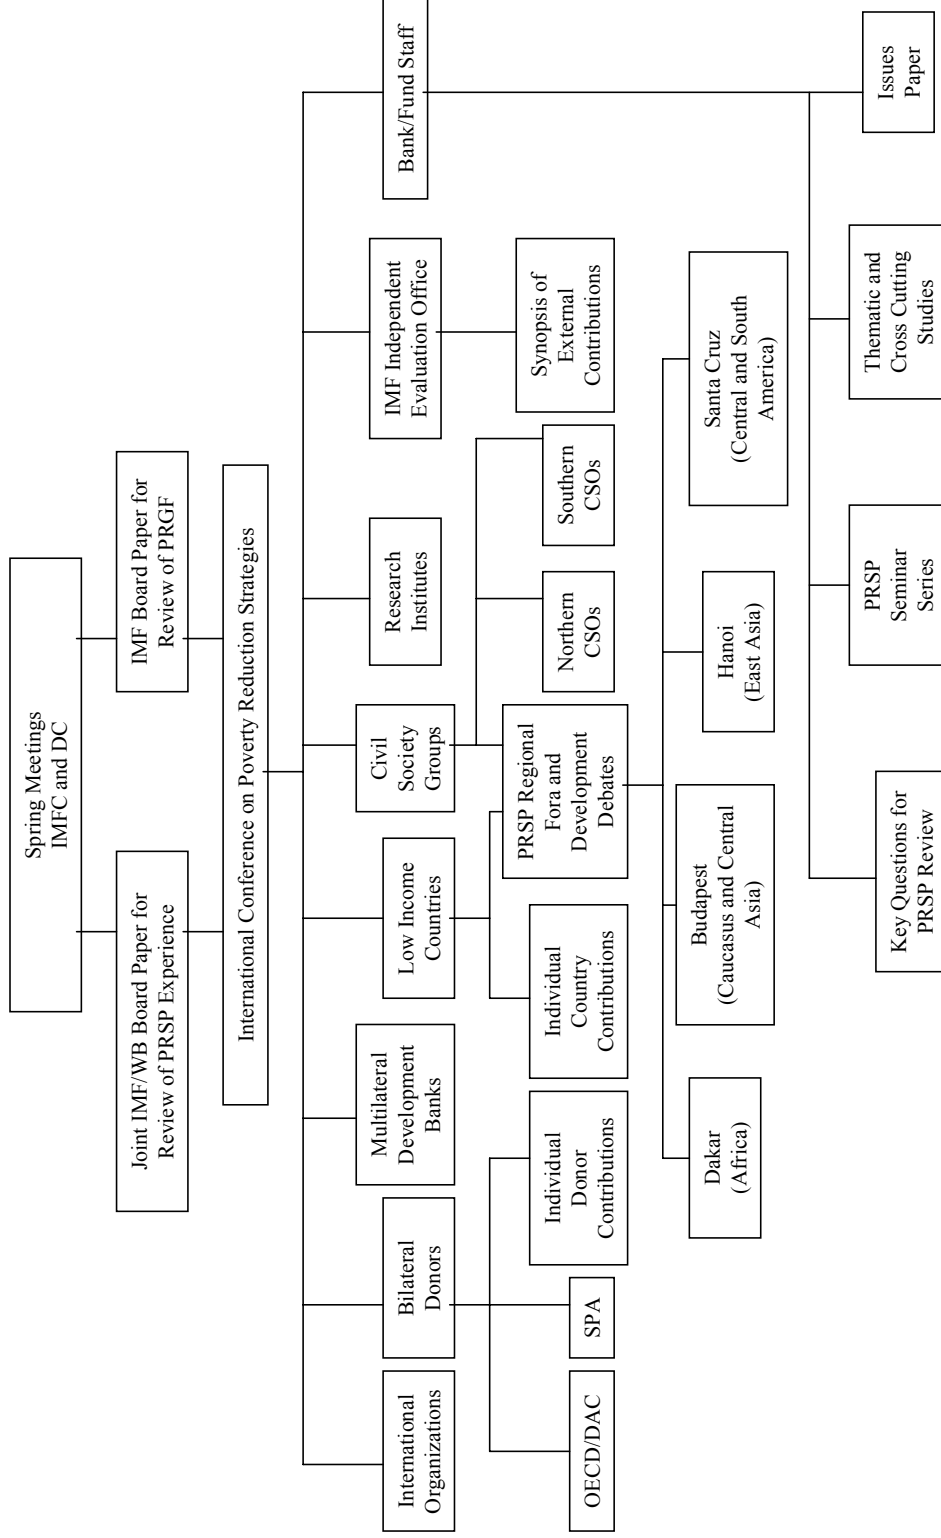 Spring Meetings
IMFC and DC
Joint IMF/WB Board Paper for
Review of PRSP Experience
IMF Board Paper for
Review of PRGF
International Conference on Poverty Reduction Strategies
International
Organizations
Bilateral
Donors
Multilateral
Development
Banks
Low Income
Countries
Civil
Society
Groups
Research
Institutes
IMF Independent
Evaluation Office
Bank/Fund Staff
OECD/DAC
SPA
Individual
Donor
Contributions
Individual
Country
Contributions
PRSP Regional
Fora and
Development
Debates
Northern
CSOs
Southern
CSOs
Synopsis of
External
Contributions
Dakar
(Africa)
Budapest
(Caucasus and Central
Asia)
Hanoi
(East Asia)
Santa Cruz
(Central and South
America)
Key Questions for
PRSP Review
PRSP
Seminar
Series
Thematic and
Cross Cutting
Studies
Issues
Paper